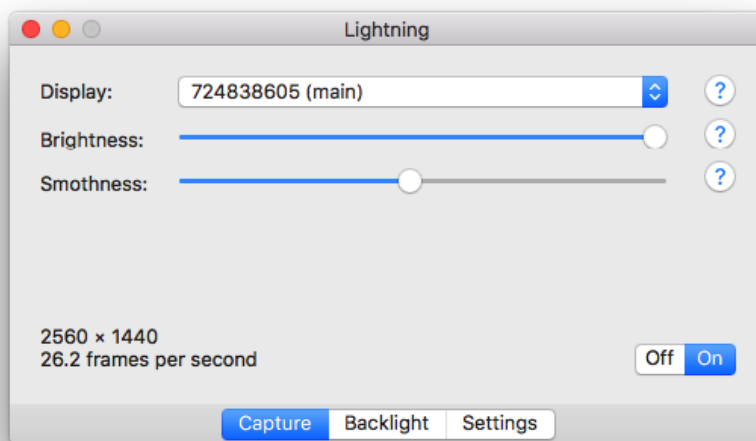 Lightning
Display: 724838605 (main) ?
Brightness: ?
Smothness: ?
2560 × 1440
26.2 frames per second
Off On
Capture Backlight Settings